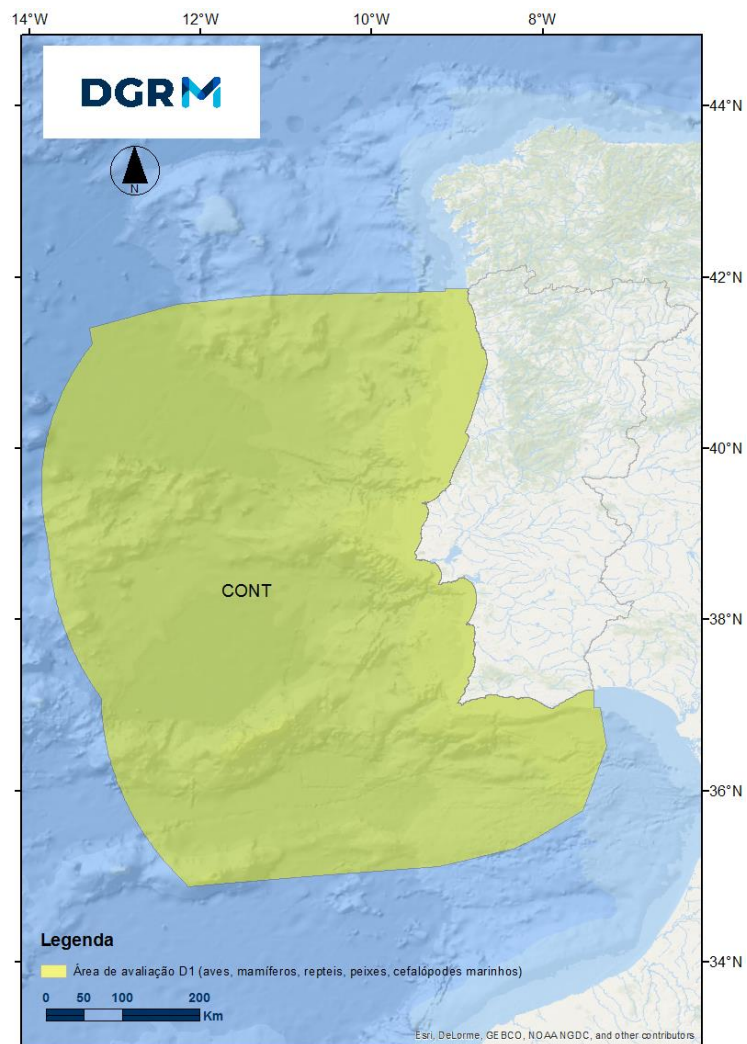 14°W 12°W 10°W 8°W
DGRM
N
44°N
42°N
40°N
CONT
38°N
36°N
Legenda
Área de avaliação D1 (aves, mamíferos, repteis, peixes, cefalópodes marinhos)
34°N
0 50 100 200
Km
Esri, DeLorme, GEBCO, NOAA NGDC, and other contributors